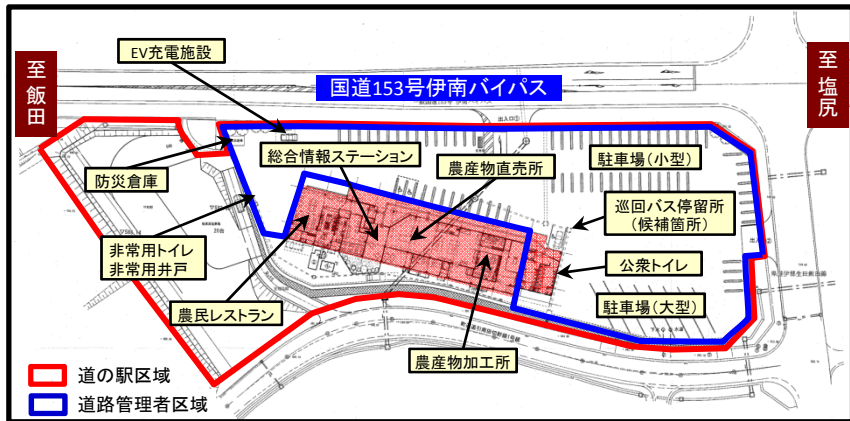 EV充電施設
至飯田
国道153号伊南バイパス
至塩尻
総合情報ステーション
農産物直売所
駐車場(小型)
防災倉庫
巡回バス停留所
(候補箇所)
非常用トイレ
非常用井戸
公衆トイレ
農民レストラン
駐車場(大型)
農産物加工所
道の駅区域
道路管理者区域